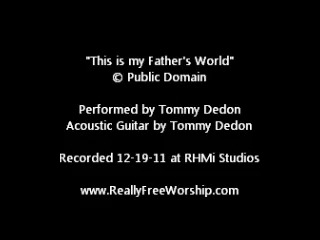 "This is my Father's World"
© Public Domain
Performed by Tommy Dedon
Acoustic Guitar by Tommy Dedon
Recorded 12-19-11 at RHMi Studios
www.ReallyFreeWorship.com